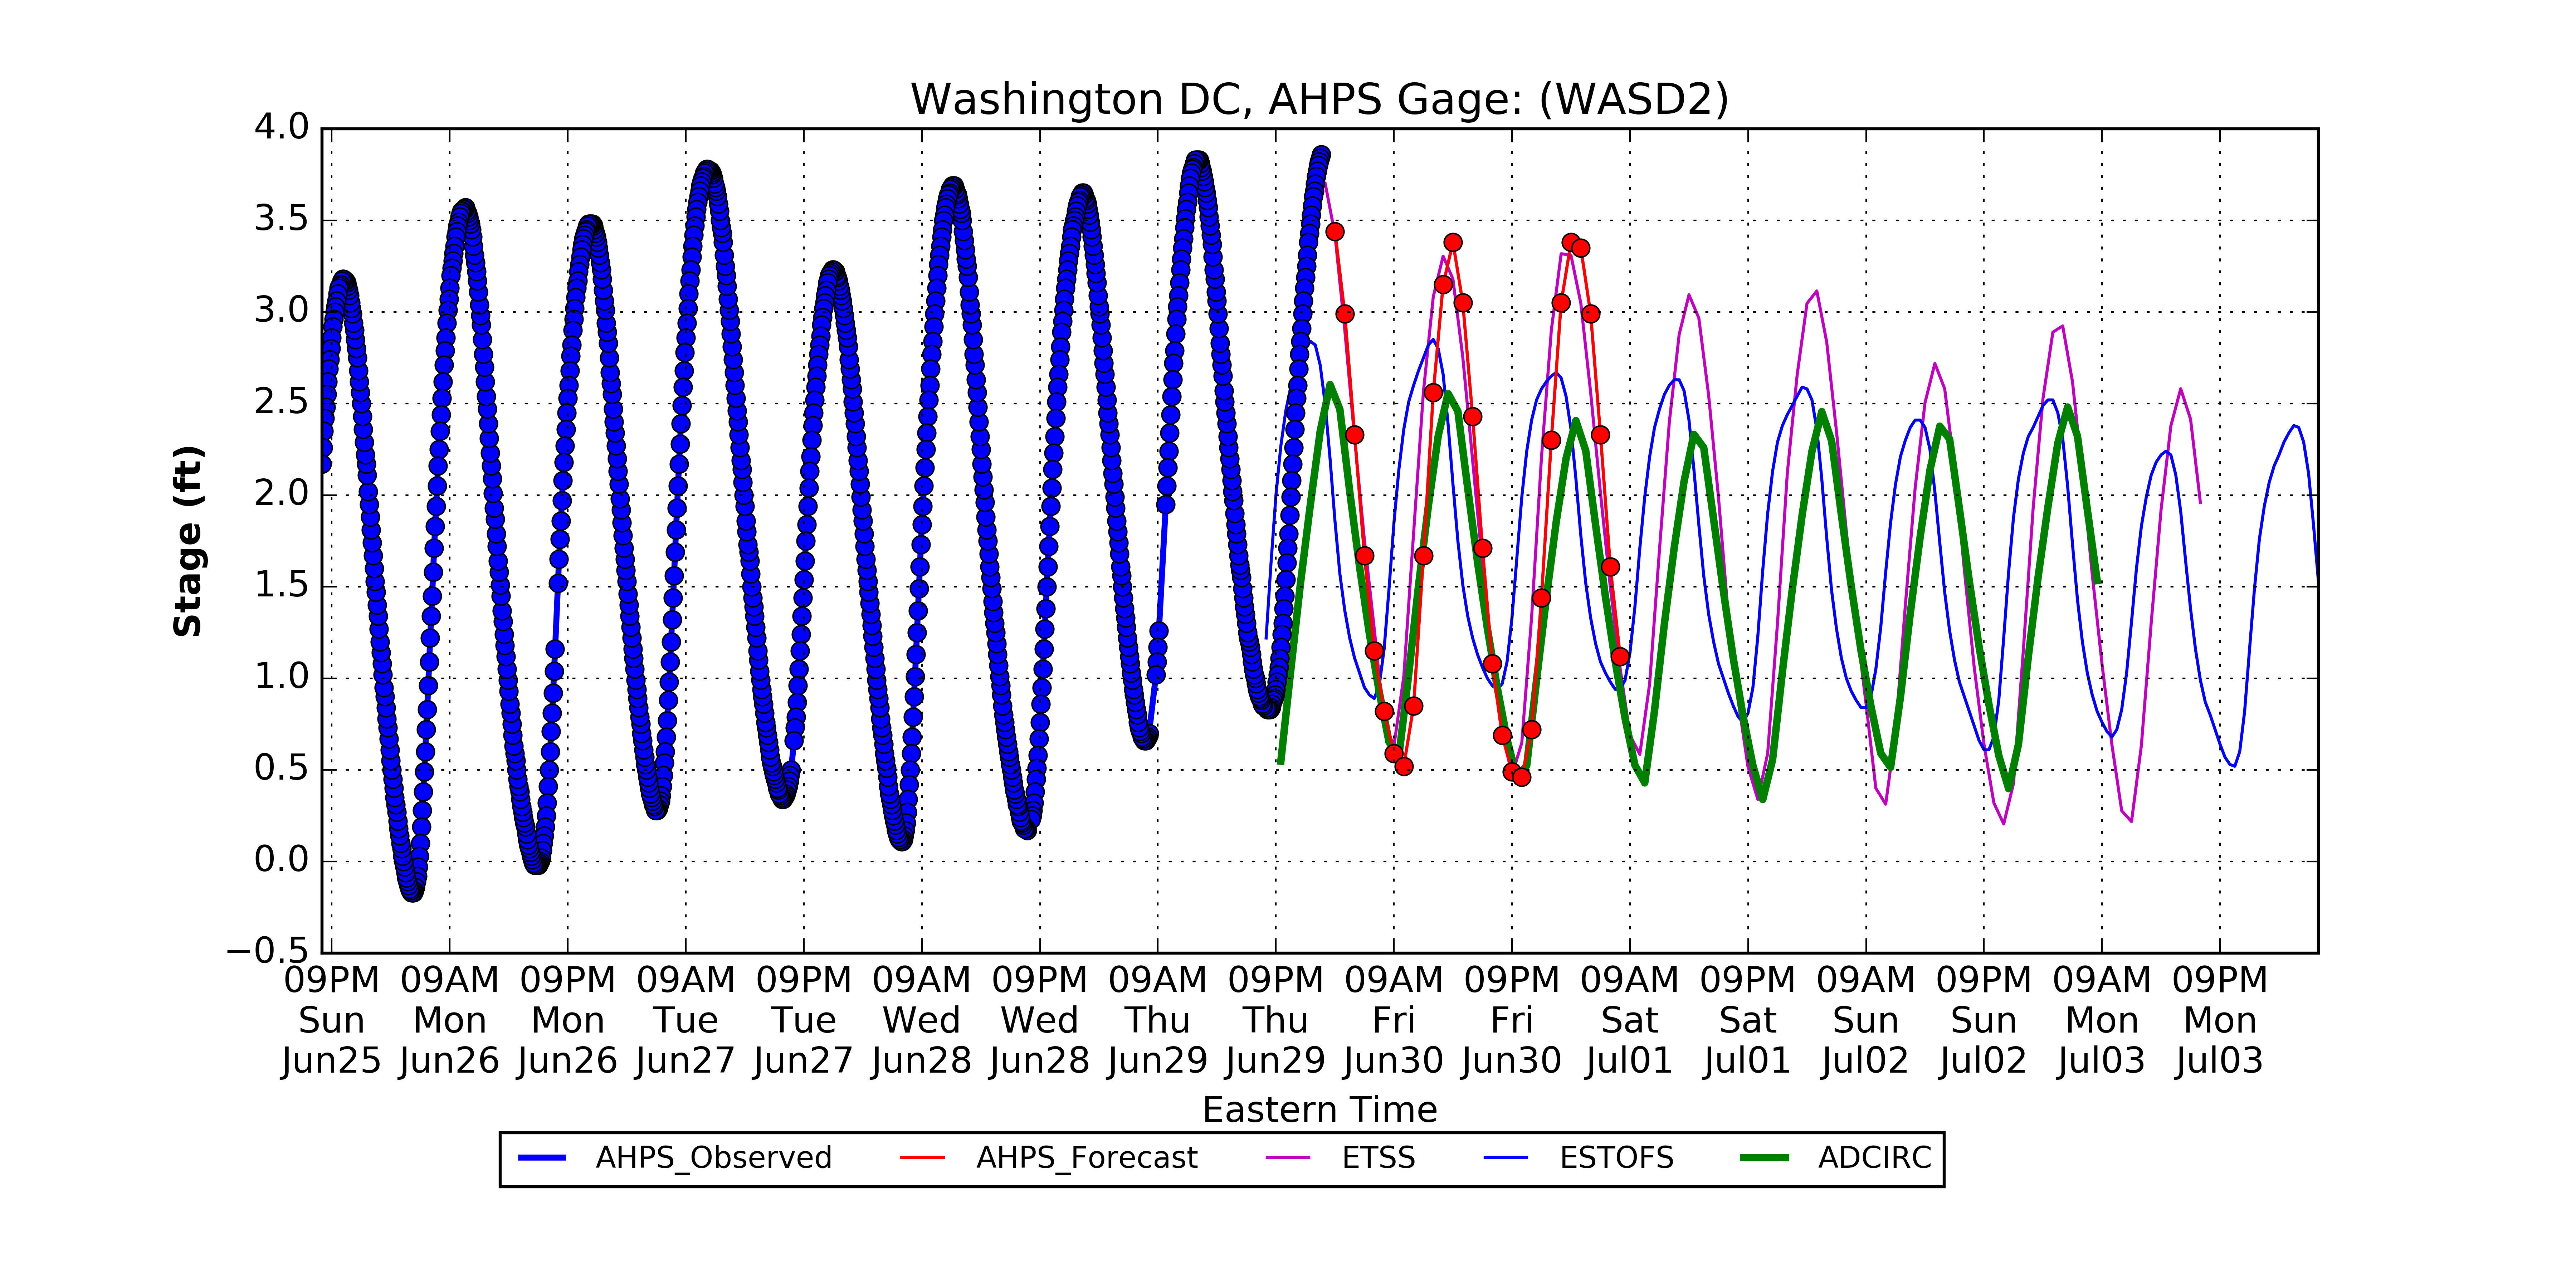 Washington DC, AHPS Gage: (WASD2)
Stage (ft)
4.0
3.5
3.0
2.5
2.0
1.5
1.0
0.5
0.0
−0.5
09PM 09AM 09PM 09AM 09PM 09AM 09PM 09AM 09PM 09AM 09PM 09AM 09PM 09AM 09PM 09AM 09PM
Sun Mon Mon Tue Tue Wed Wed Thu Thu Fri Fri Sat Sat Sun Sun Mon Mon
Jun25 Jun26 Jun26 Jun27 Jun27 Jun28 Jun28 Jun29 Jun29 Jun30 Jun30 Jul01 Jul01 Jul02 Jul02 Jul03 Jul03
Eastern Time
AHPS_Observed AHPS_Forecast ETSS ESTOFS ADCIRC